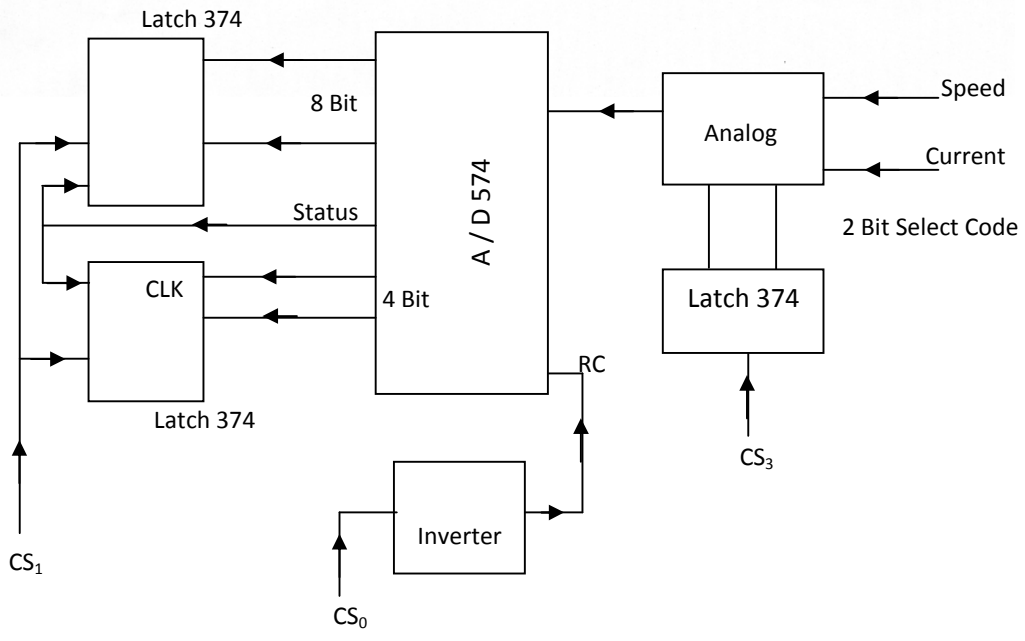 Latch 374
8 Bit
Status
CLK
4 Bit
Latch 374
CS1
A / D 574
RC
Inverter
CS0
Analog
Speed
Current
2 Bit Select Code
Latch 374
CS3